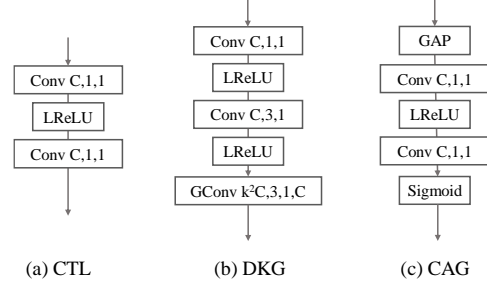 Conv C,1,1
LReLU
Conv C,1,1
(a) CTL
Conv C,1,1
LReLU
Conv C,3,1
LReLU
GConv k²C,3,1,C
(b) DKG
GAP
Conv C,1,1
LReLU
Conv C,1,1
Sigmoid
(c) CAG